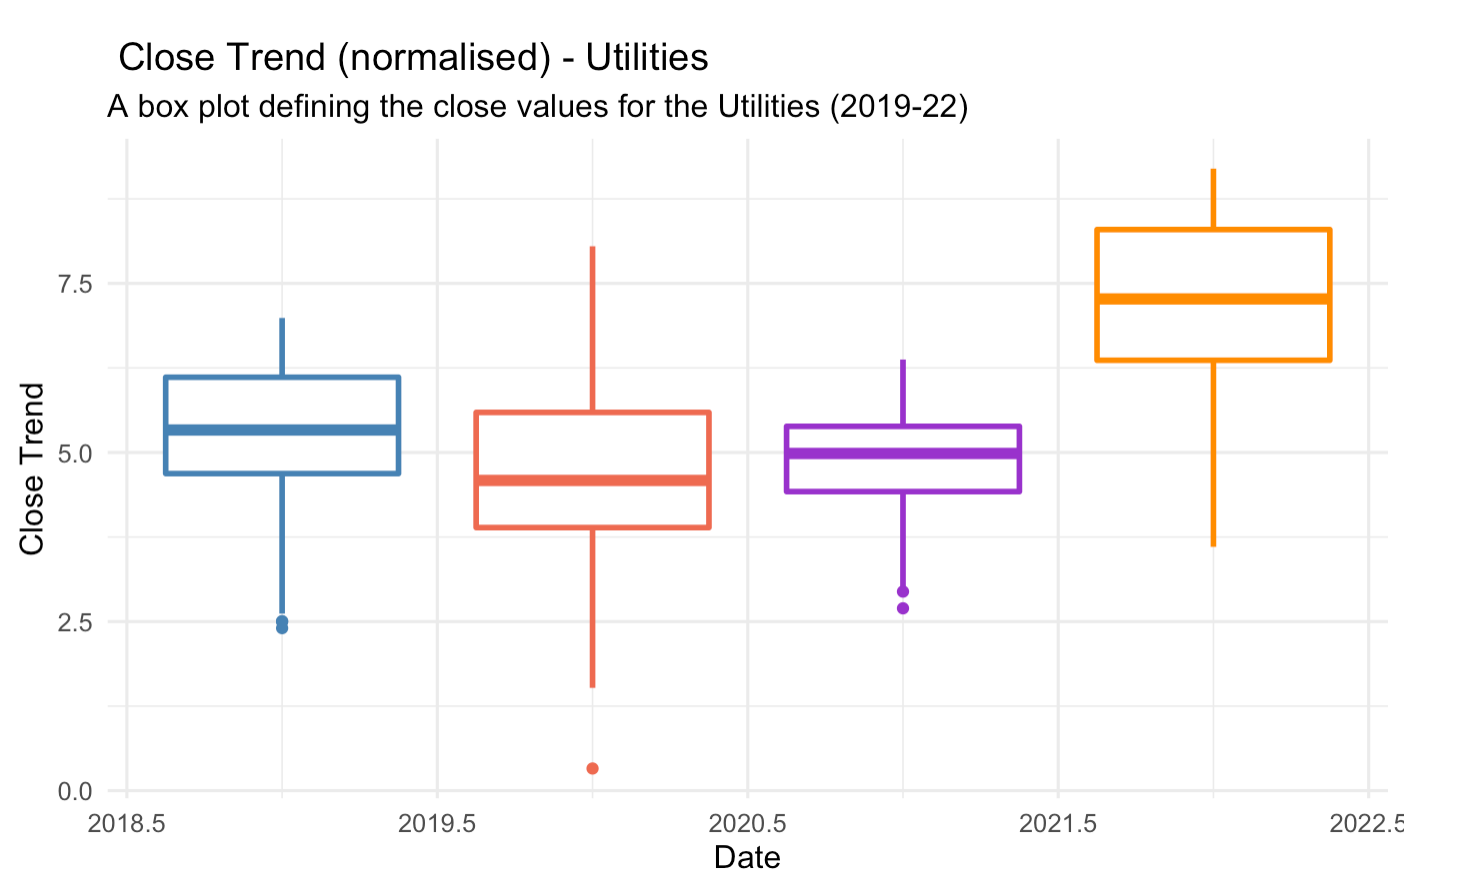 Close Trend (normalised) - Utilities
A box plot defining the close values for the Utilities (2019-22)
7.5
5.0
2.5
0.0
Close Trend
2018.5 2019.5 2020.5 2021.5 2022.5
Date